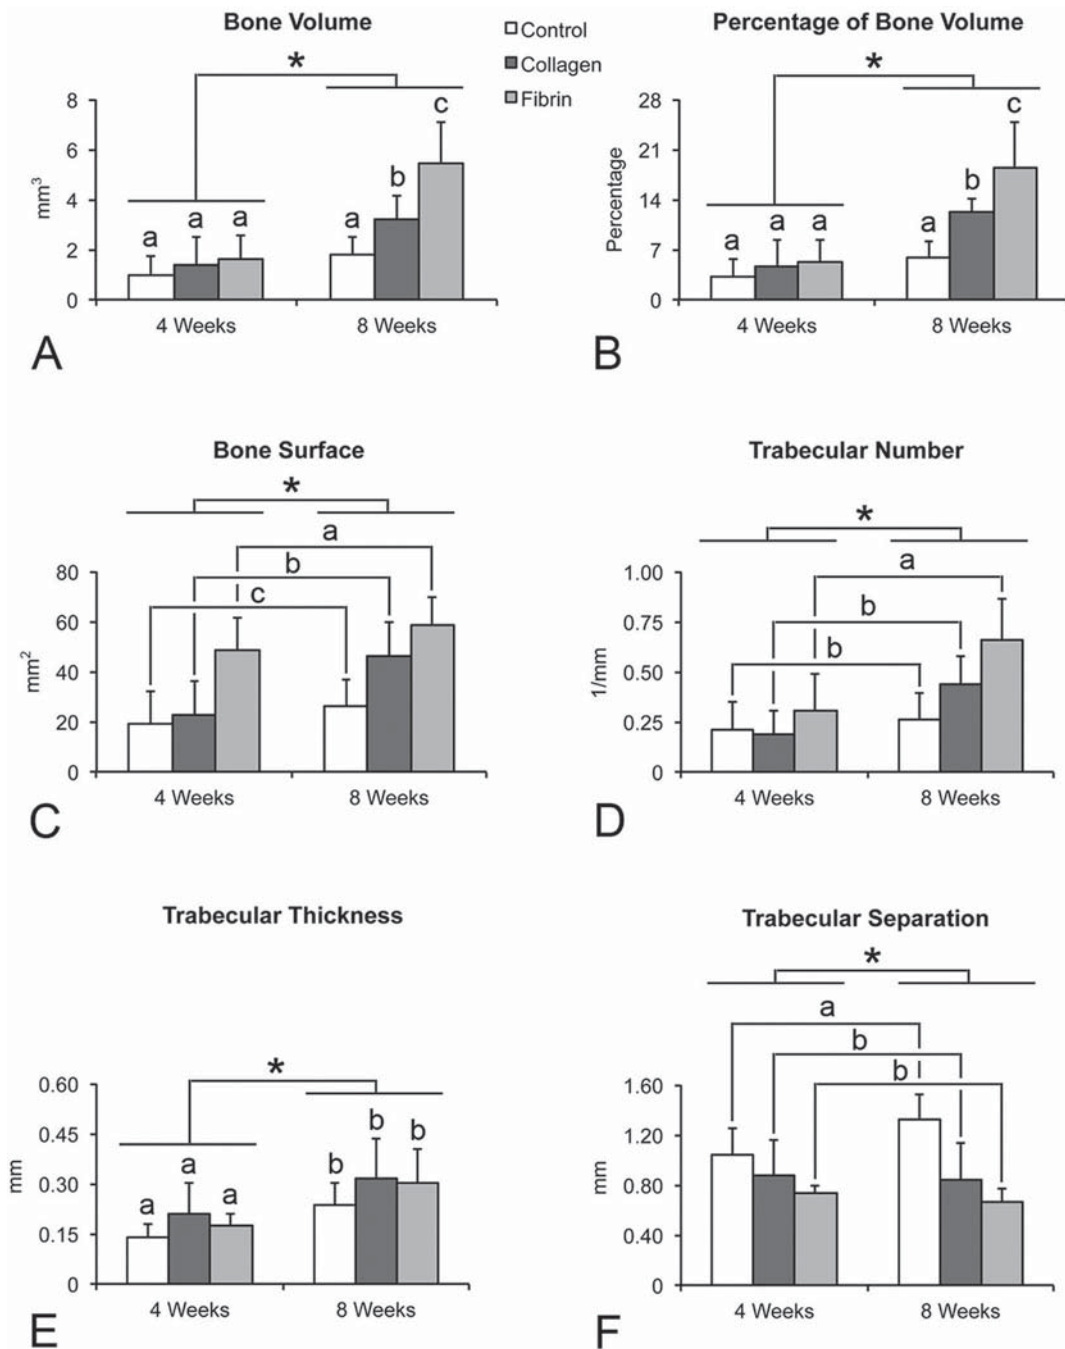 Bone Volume
Control
Collagen
Fibrin
*
8
6
4
2
0
mm3
a
a
a
a
b
c
4 Weeks
8 Weeks
A
Percentage of Bone Volume
*
28
21
14
7
0
Percentage
a
a
a
a
b
c
4 Weeks
8 Weeks
B
Bone Surface
*
a
b
c
80
60
40
20
0
mm2
4 Weeks
8 Weeks
C
Trabecular Number
*
a
b
b
1.00
0.75
0.50
0.25
0
1/mm
4 Weeks
8 Weeks
D
Trabecular Thickness
*
0.60
0.45
0.30
0.15
0
mm
a
a
a
b
b
b
4 Weeks
8 Weeks
E
Trabecular Separation
*
a
b
b
1.60
1.20
0.80
0.40
0
mm
4 Weeks
8 Weeks
F